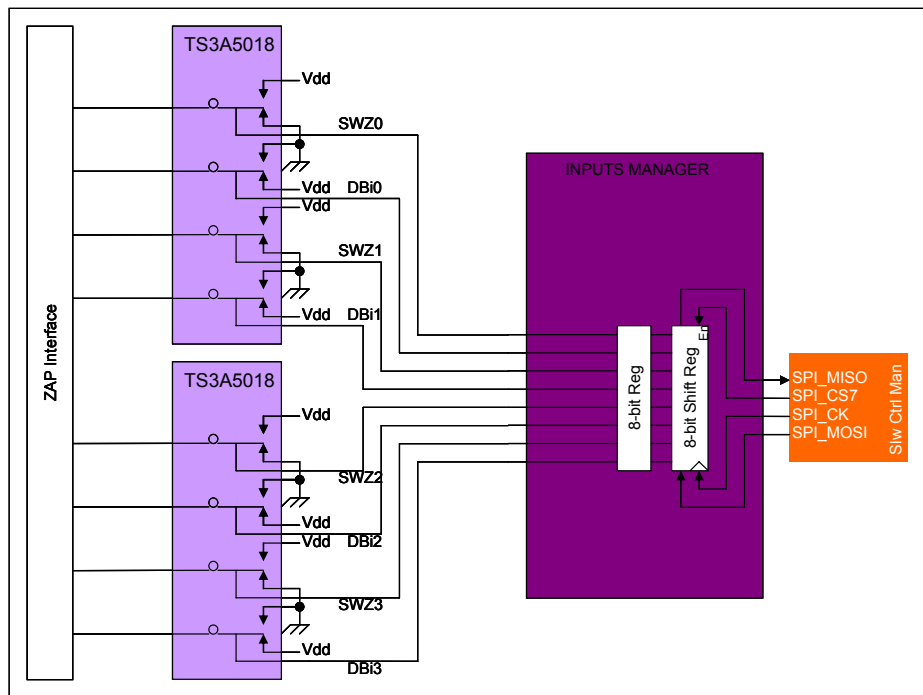 ZAP Interface
TS3A5018
Vdd
SWZ0
Vdd DBi0
Vdd
SWZ1
Vdd DBi1
TS3A5018
Vdd
SWZ2
Vdd
Vdd DBi2
SWZ3
Vdd
DBi3
INPUTS MANAGER
8-bit Reg
8-bit Shift Reg
En
SPI_MISO
SPI_CS7
SPI_CK
SPI_MOSI
Slw Ctrl Man